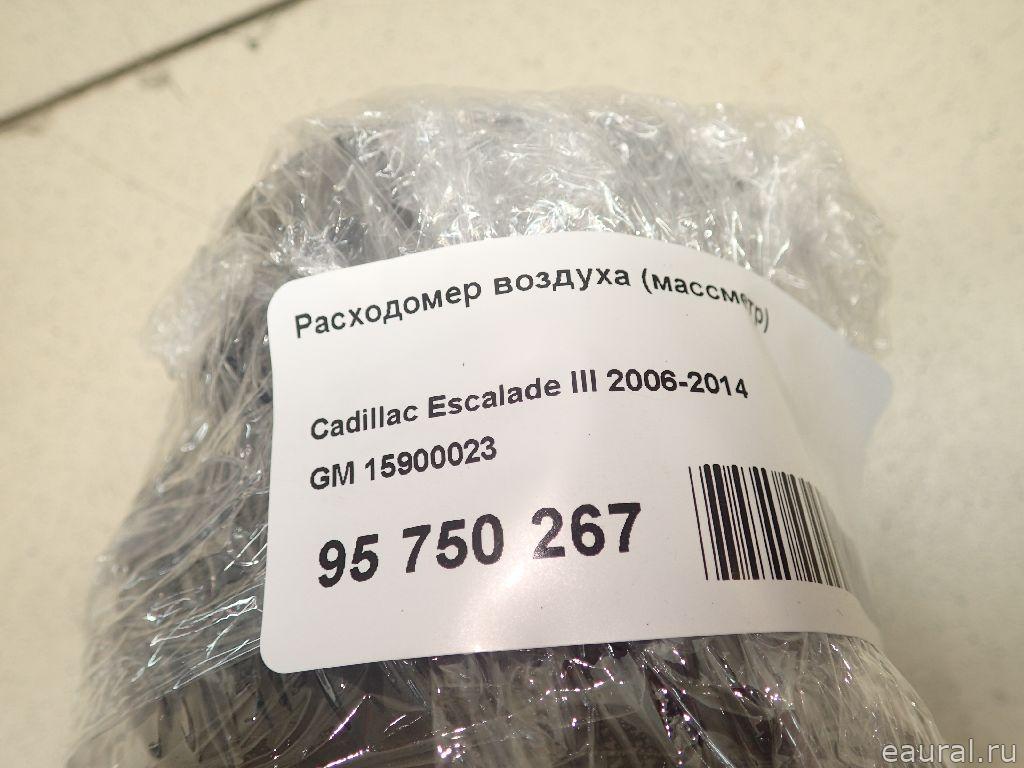 Расходомер воздуха (массметр)
Cadillac Escalade III 2006-2014
GM 15900023
95 750 267
eaural.ru